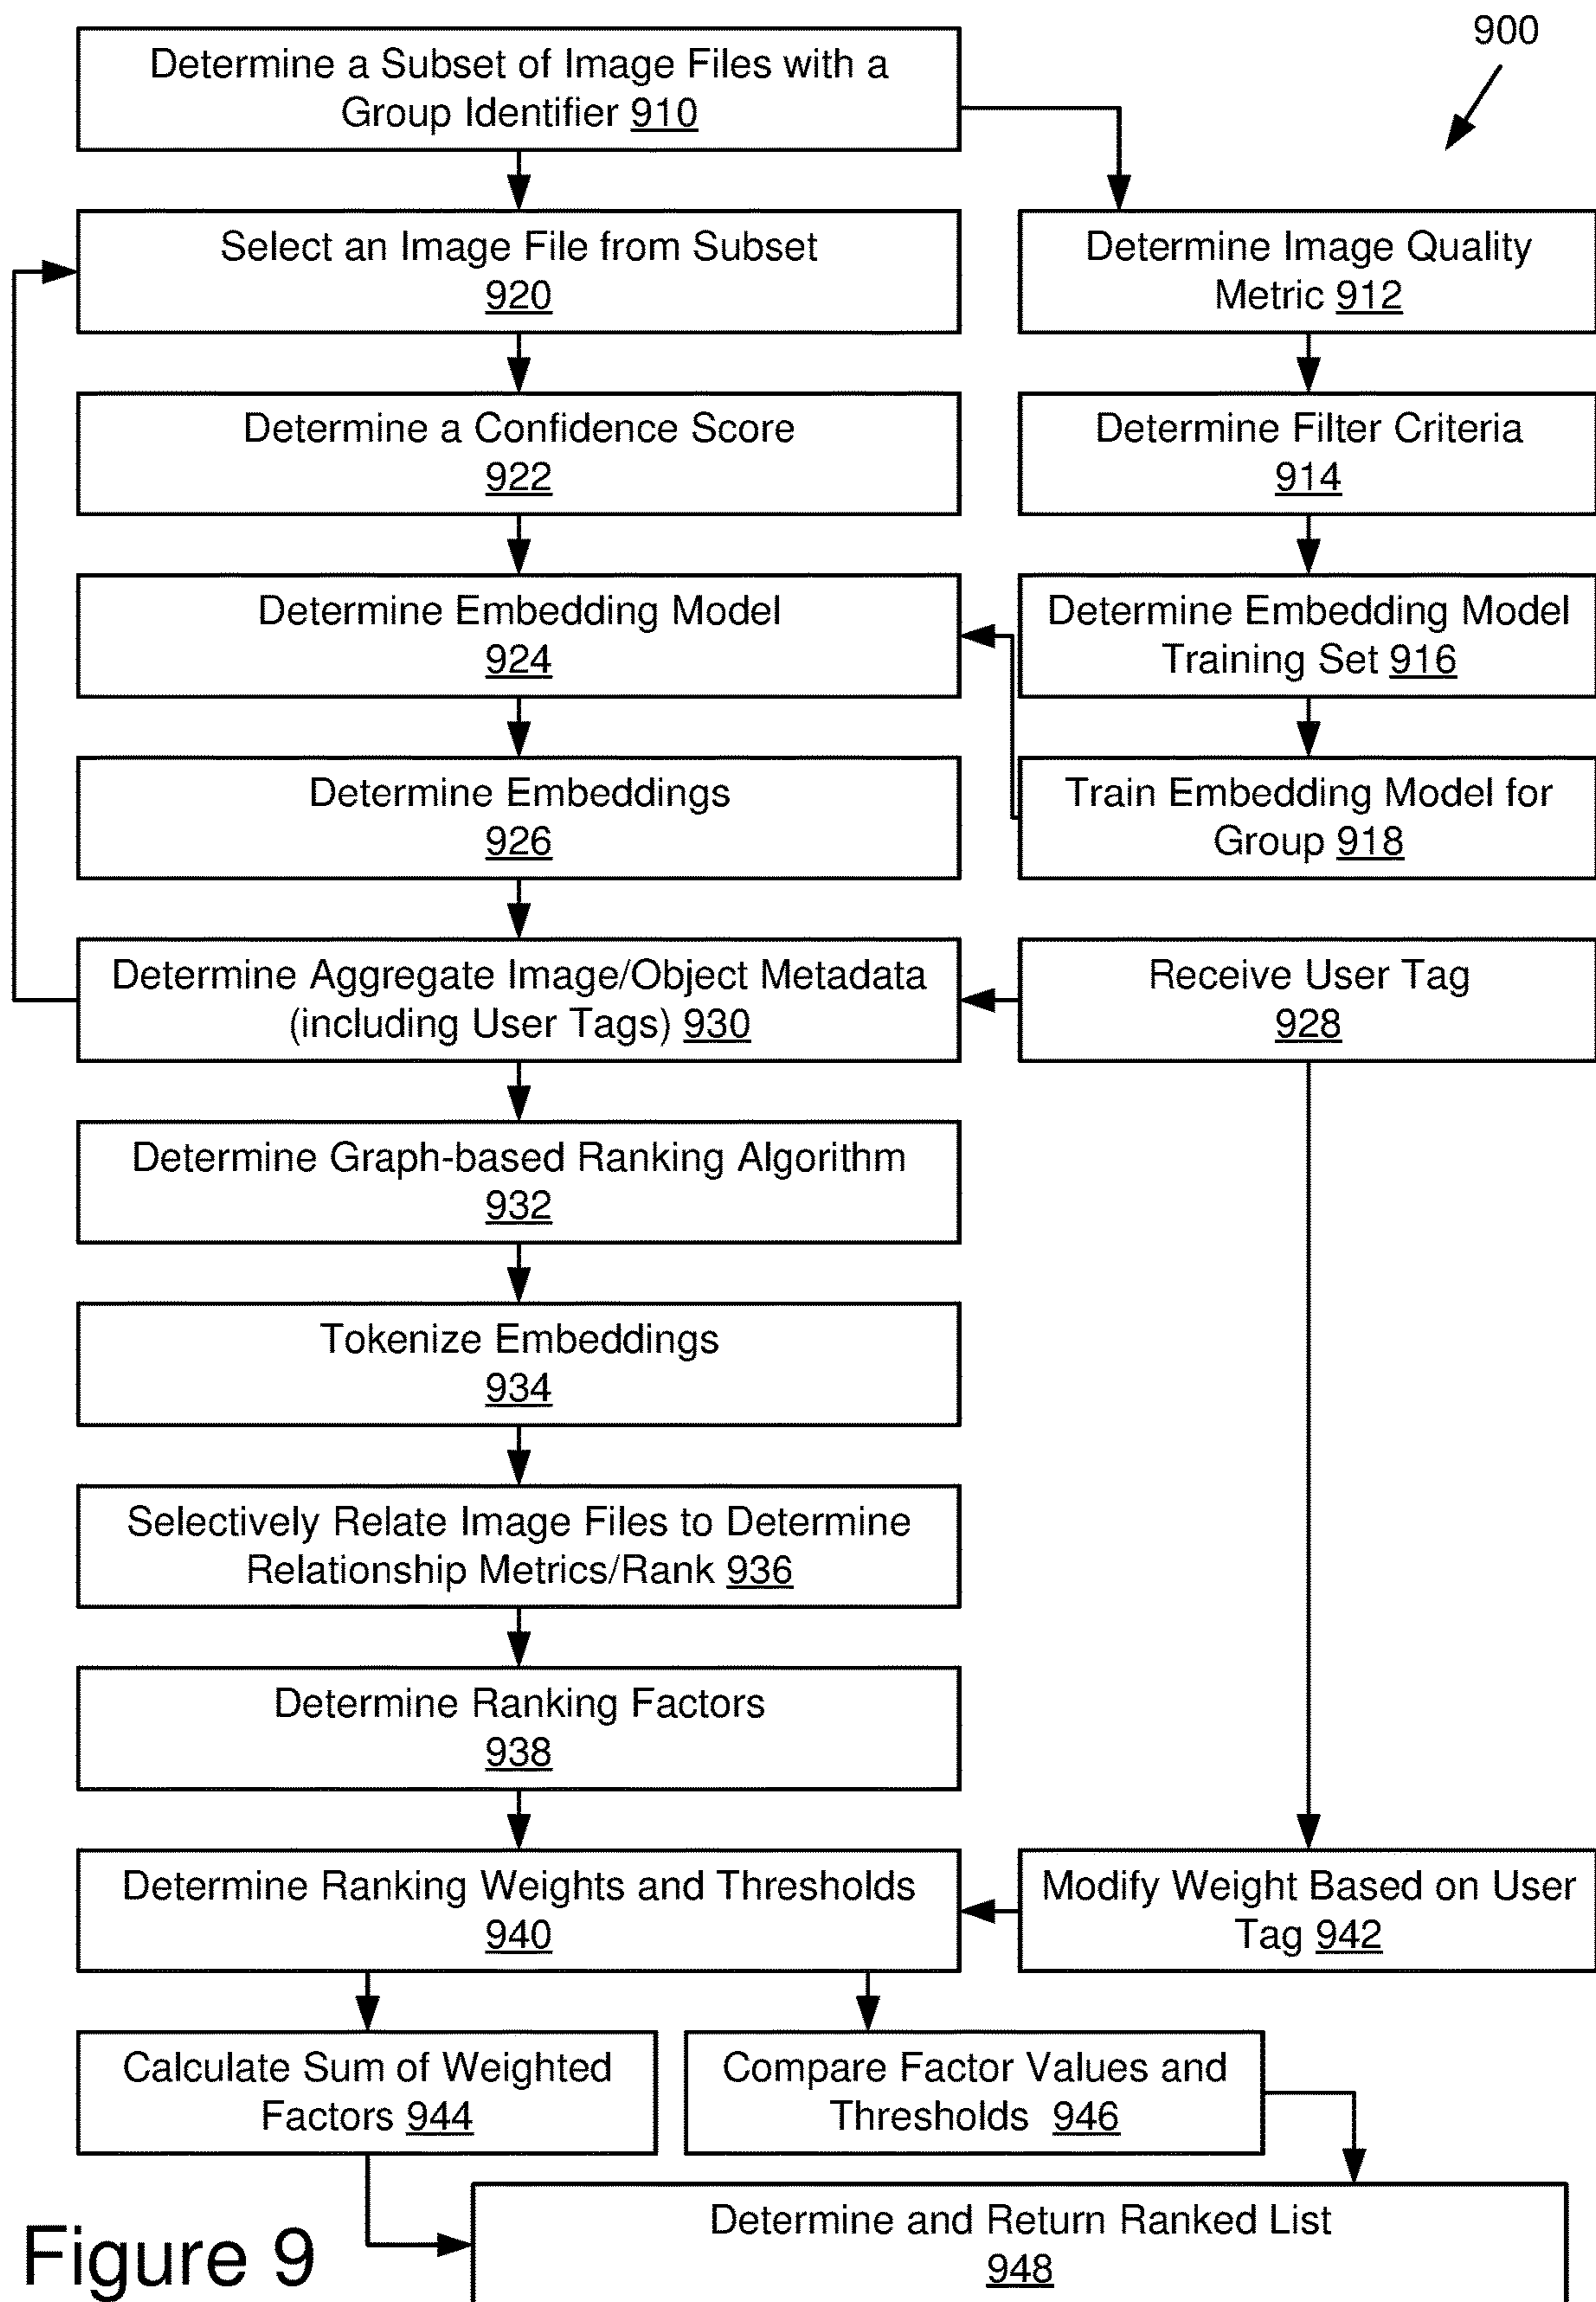 900
Determine a Subset of Image Files with a
Group Identifier 910
Select an Image File from Subset
920
Determine Image Quality
Metric 912
Determine a Confidence Score
922
Determine Filter Criteria
914
Determine Embedding Model
924
Determine Embedding Model
Training Set 916
Determine Embeddings
926
Train Embedding Model for
Group 918
Determine Aggregate Image/Object Metadata
(including User Tags) 930
Receive User Tag
928
Determine Graph-based Ranking Algorithm
932
Tokenize Embeddings
934
Selectively Relate Image Files to Determine
Relationship Metrics/Rank 936
Determine Ranking Factors
938
Determine Ranking Weights and Thresholds
940
Modify Weight Based on User
Tag 942
Calculate Sum of Weighted
Factors 944
Compare Factor Values and
Thresholds 946
Determine and Return Ranked List
948
Figure 9